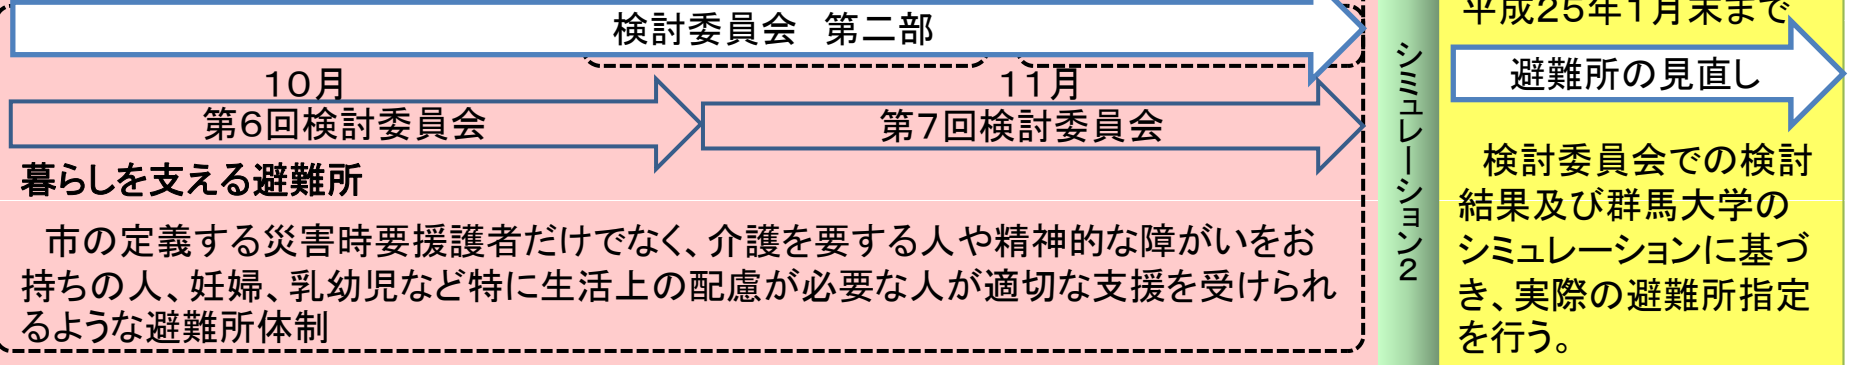 検討委員会　第二部
10月
11月
第6回検討委員会
第7回検討委員会
暮らしを支える避難所
市の定義する災害時要援護者だけでなく、介護を要する人や精神的な障がいをお
持ちの人、妊婦、乳幼児など特に生活上の配慮が必要な人が適切な支援を受けられ
るような避難所体制
シミュレーション2
平成25年1月末まで
避難所の見直し
検討委員会での検討
結果及び群馬大学の
シミュレーションに基づ
き、実際の避難所指定
を行う。